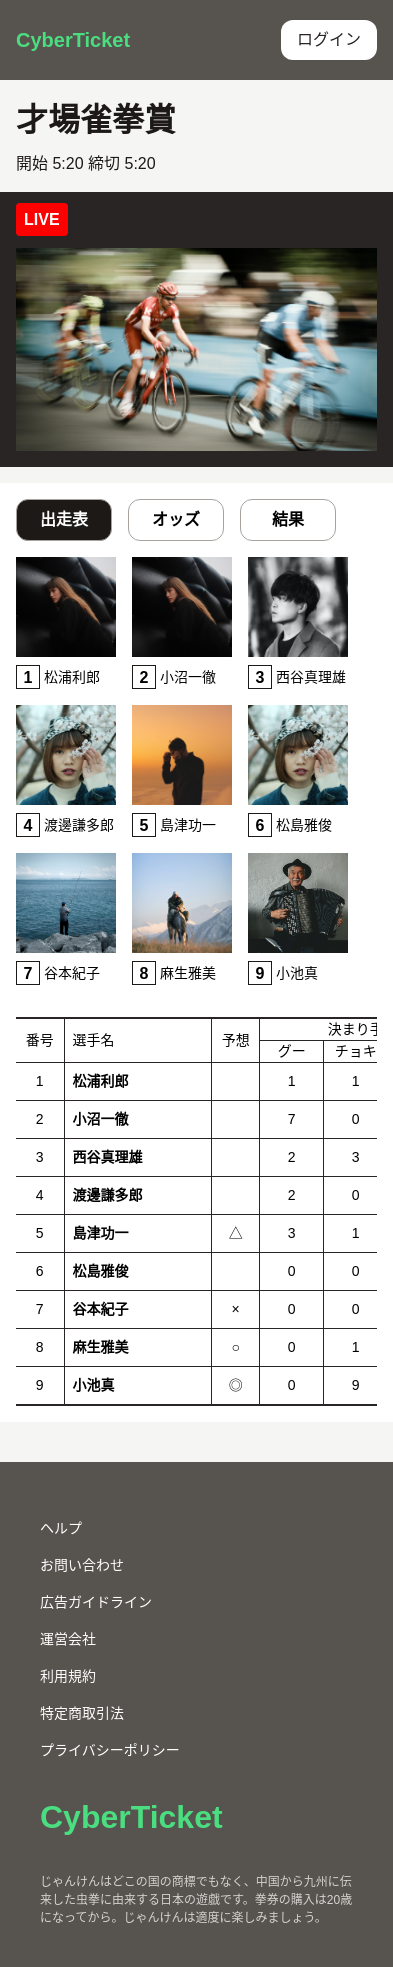 CyberTicket
ログイン
才場雀拳賞
開始 5:20 締切 5:20
LIVE
出走表 オッズ 結果
1 松浦利郎 2 小沼一徹 3 西谷真理雄
4 渡邊謙多郎 5 島津功一 6 松島雅俊
7 谷本紀子 8 麻生雅美 9 小池真
番号 選手名 予想 決まり手
グー チョキ
1 松浦利郎 1 1
2 小沼一徹 7 0
3 西谷真理雄 2 3
4 渡邊謙多郎 2 0
5 島津功一 △ 3 1
6 松島雅俊 0 0
7 谷本紀子 × 0 0
8 麻生雅美 ○ 0 1
9 小池真 ◎ 0 9
ヘルプ
お問い合わせ
広告ガイドライン
運営会社
利用規約
特定商取引法
プライバシーポリシー
CyberTicket
じゃんけんはどこの国の商標でもなく、中国から九州に伝
来した虫拳に由来する日本の遊戯です。拳券の購入は20歳
になってから。じゃんけんは適度に楽しみましょう。